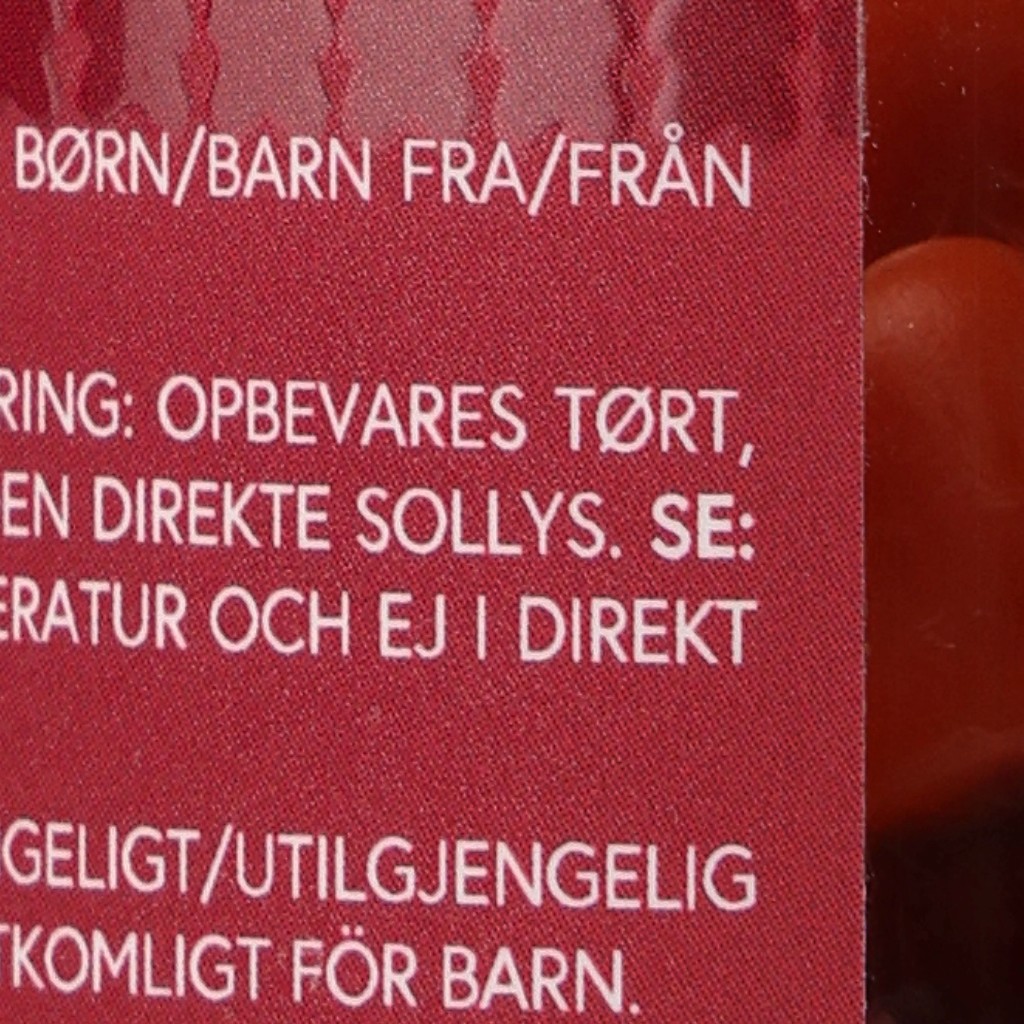 BØRN/BARN FRA/FRÅN
RING: OPBEVARES TØRT,
EN DIREKTE SOLLYS. SE:
ERATUR OCH EJ I DIREKT
GELIGT/UTILGJENGELIG
TKOMLIGT FÖR BARN.